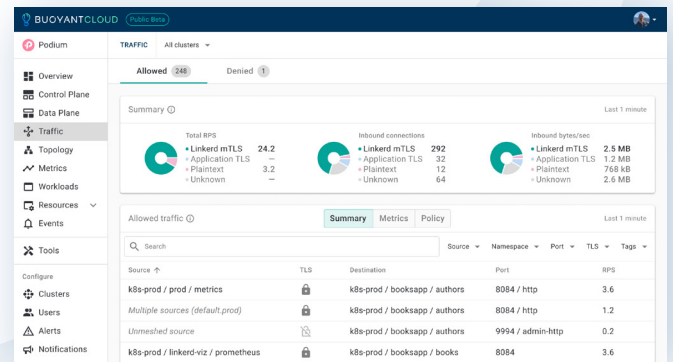 BUOYANTCLOUD Public Beta
Podium
TRAFFIC All clusters
Overview
Control Plane
Data Plane
Traffic
Topology
Metrics
Workloads
Resources
Events
Tools
Configure
Clusters
Users
Alerts
Notifications
Allowed 248 Denied 1
Summary Last 1 minute
Total RPS
Linkerd mTLS 24.2
Application TLS —
Plaintext 3.2
Unknown —
Inbound connections
Linkerd mTLS 292
Application TLS 32
Plaintext 12
Unknown 64
Inbound bytes/sec
Linkerd mTLS 2.5 MB
Application TLS 1.2 MB
Plaintext 768 kB
Unknown 2.6 MB
Allowed traffic Summary Metrics Policy Last 1 minute
Search Source Namespace Port TLS Tags
Source ↑ TLS Destination Port RPS
k8s-prod / prod / metrics k8s-prod / booksapp / authors 8084 / http 3.6
Multiple sources (default.prod) k8s-prod / booksapp / authors 8084 / http 1.2
Unmeshed source k8s-prod / booksapp / authors 9994 / admin-http 0.2
k8s-prod / linkerd-viz / prometheus k8s-prod / booksapp / books 8084 3.6